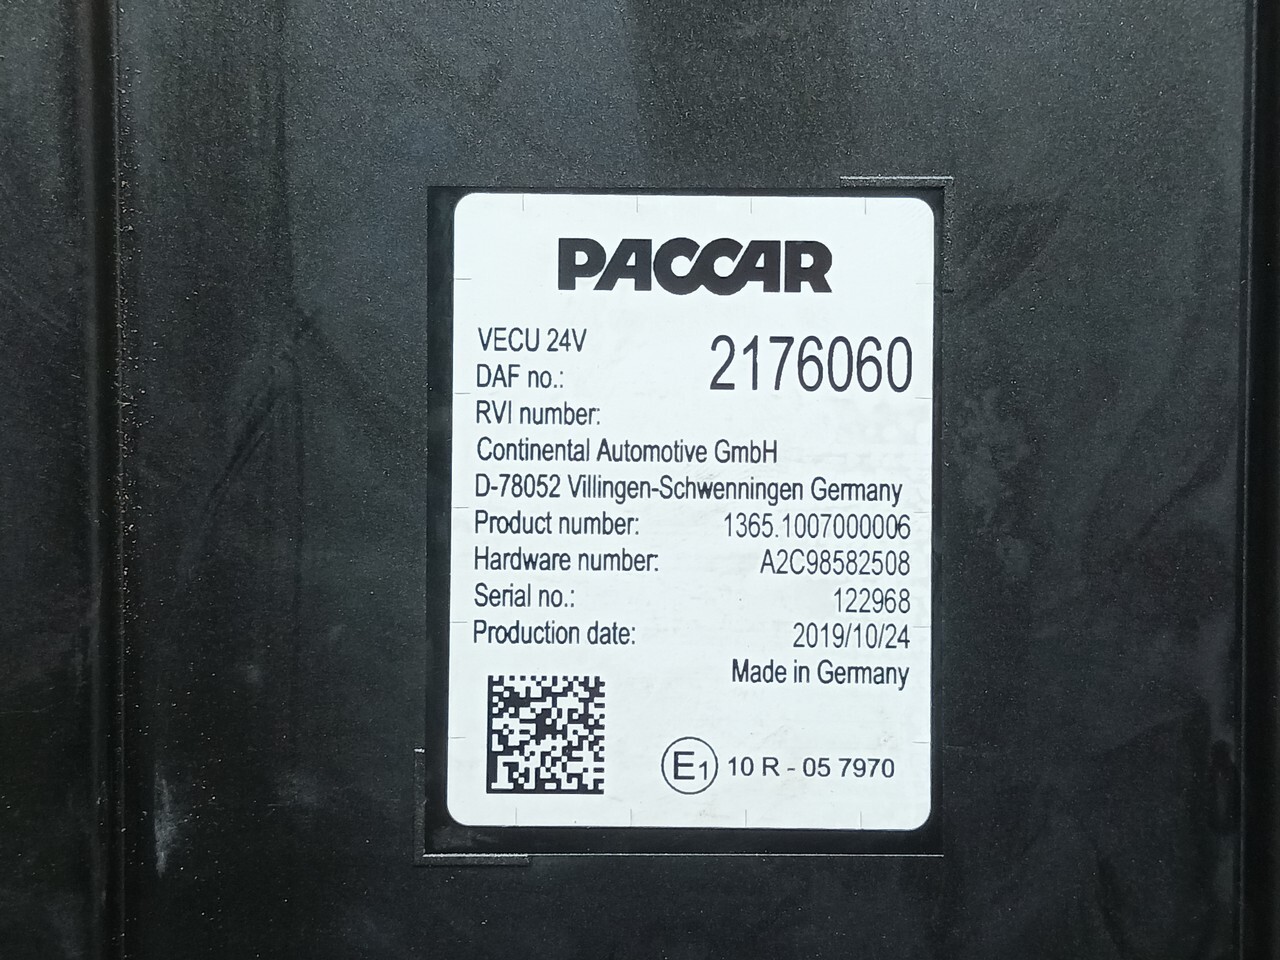 PACCAR
VECU 24V
DAF no.: 2176060
RVI number:
Continental Automotive GmbH
D-78052 Villingen-Schwenningen Germany
Product number: 1365.1007000006
Hardware number: A2C98582508
Serial no.: 122968
Production date: 2019/10/24
Made in Germany
E1 10 R - 05 7970